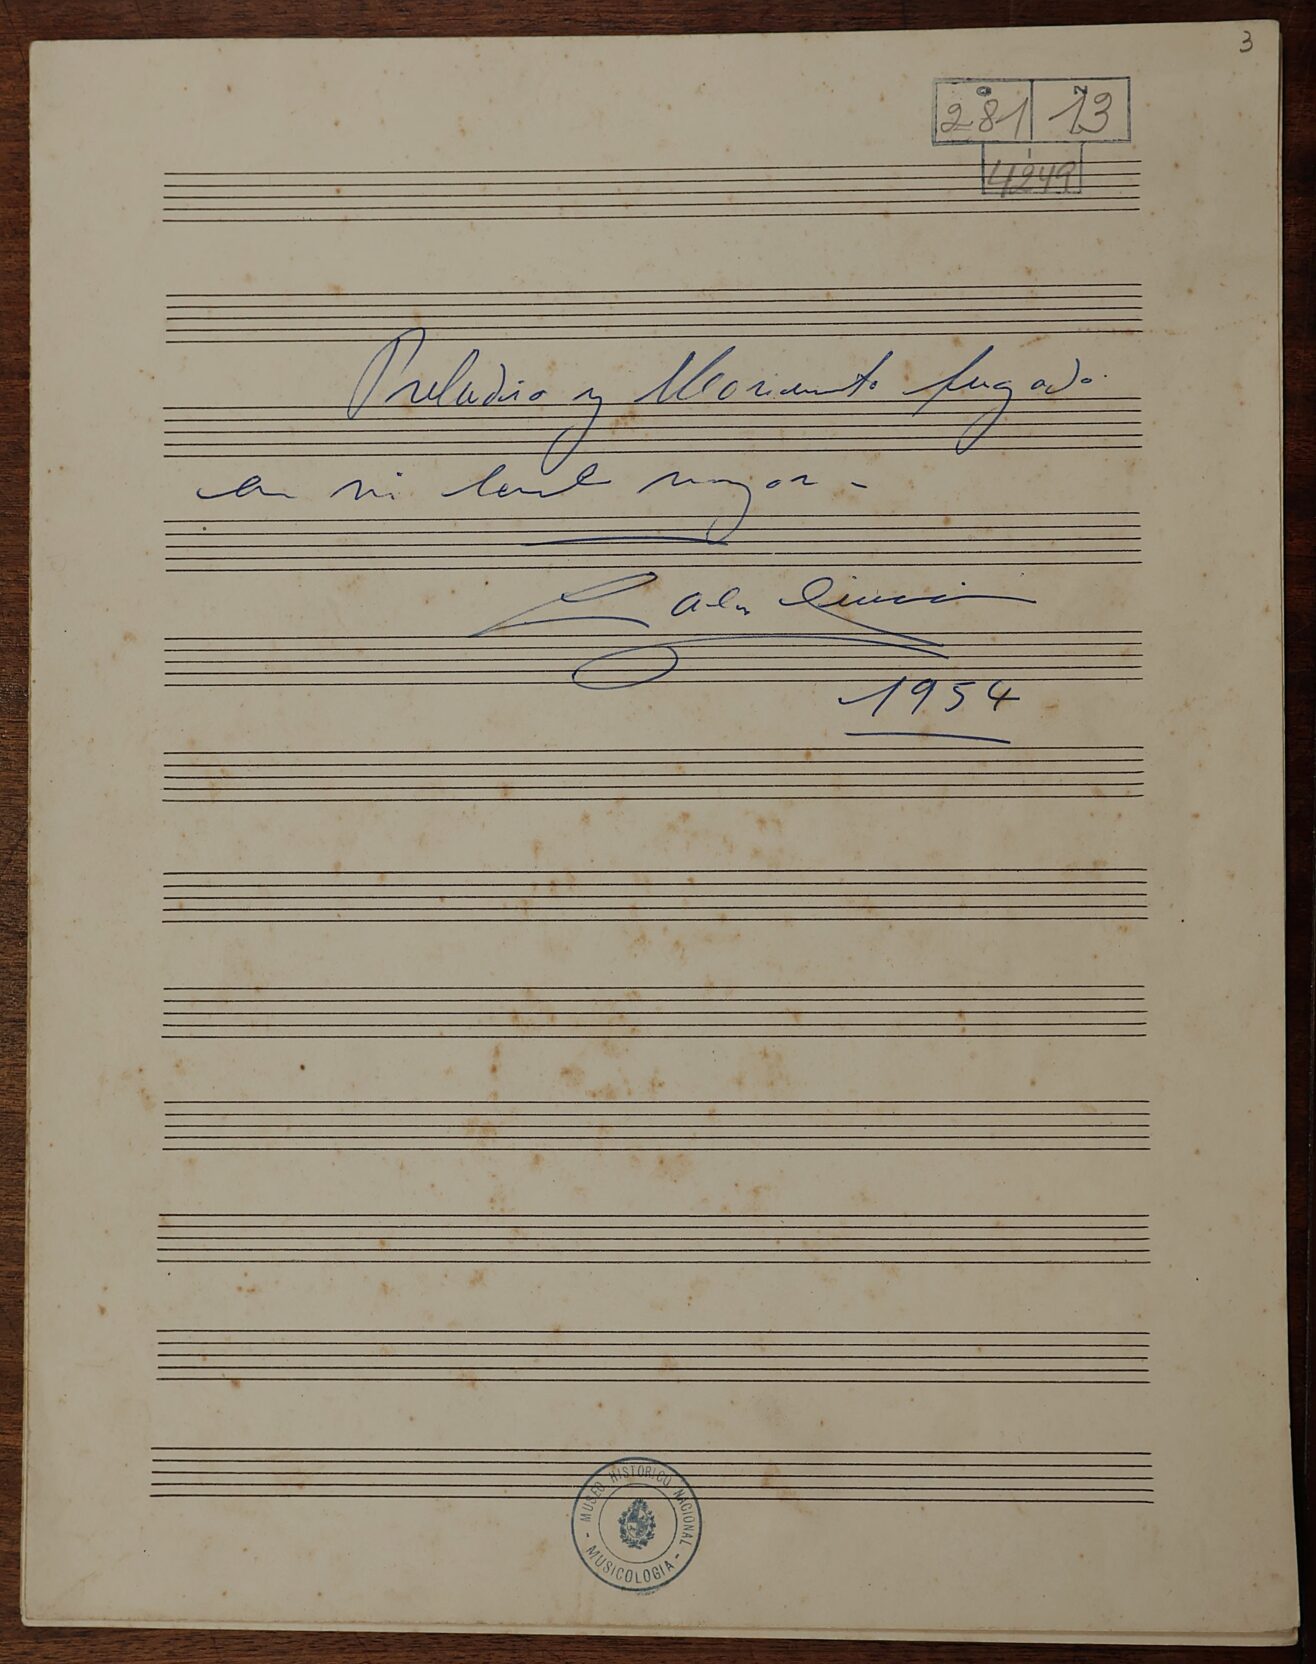 3
281 13
4249
Preludio y Movimiento fugado
en mi bemol mayor -
1954
MUSEO HISTORICO NACIONAL
- MUSICOLOGIA -